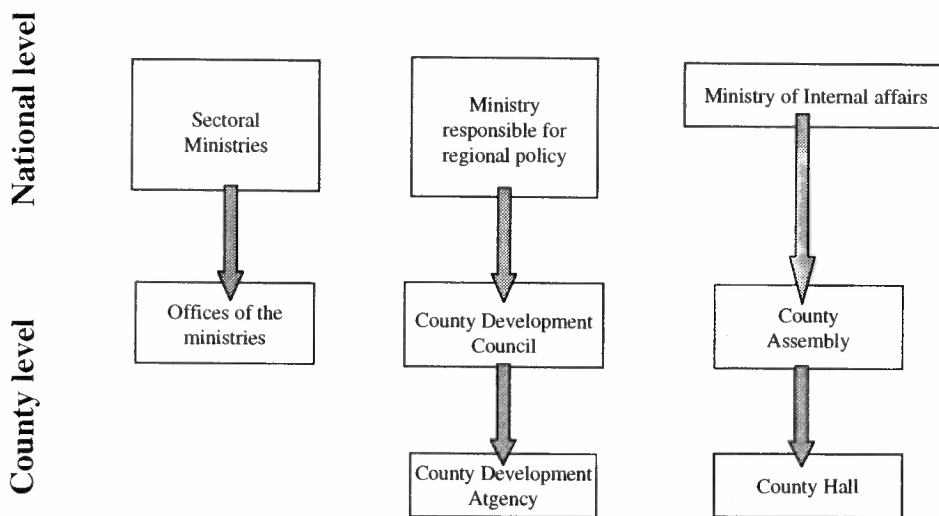 National level
Sectoral
Ministries
Ministry
responsible for
regional policy
Ministry of Internal affairs
County level
Offices of the
ministries
County Development
Council
County
Assembly
County Development
Atgency
County Hall